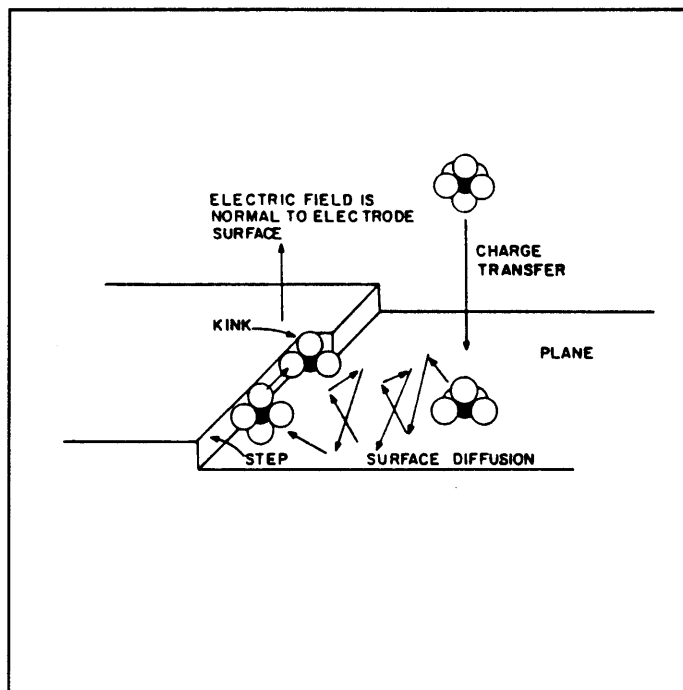 ELECTRIC FIELD IS
NORMAL TO ELECTRODE
SURFACE
CHARGE
TRANSFER
KINK
PLANE
STEP
SURFACE DIFFUSION